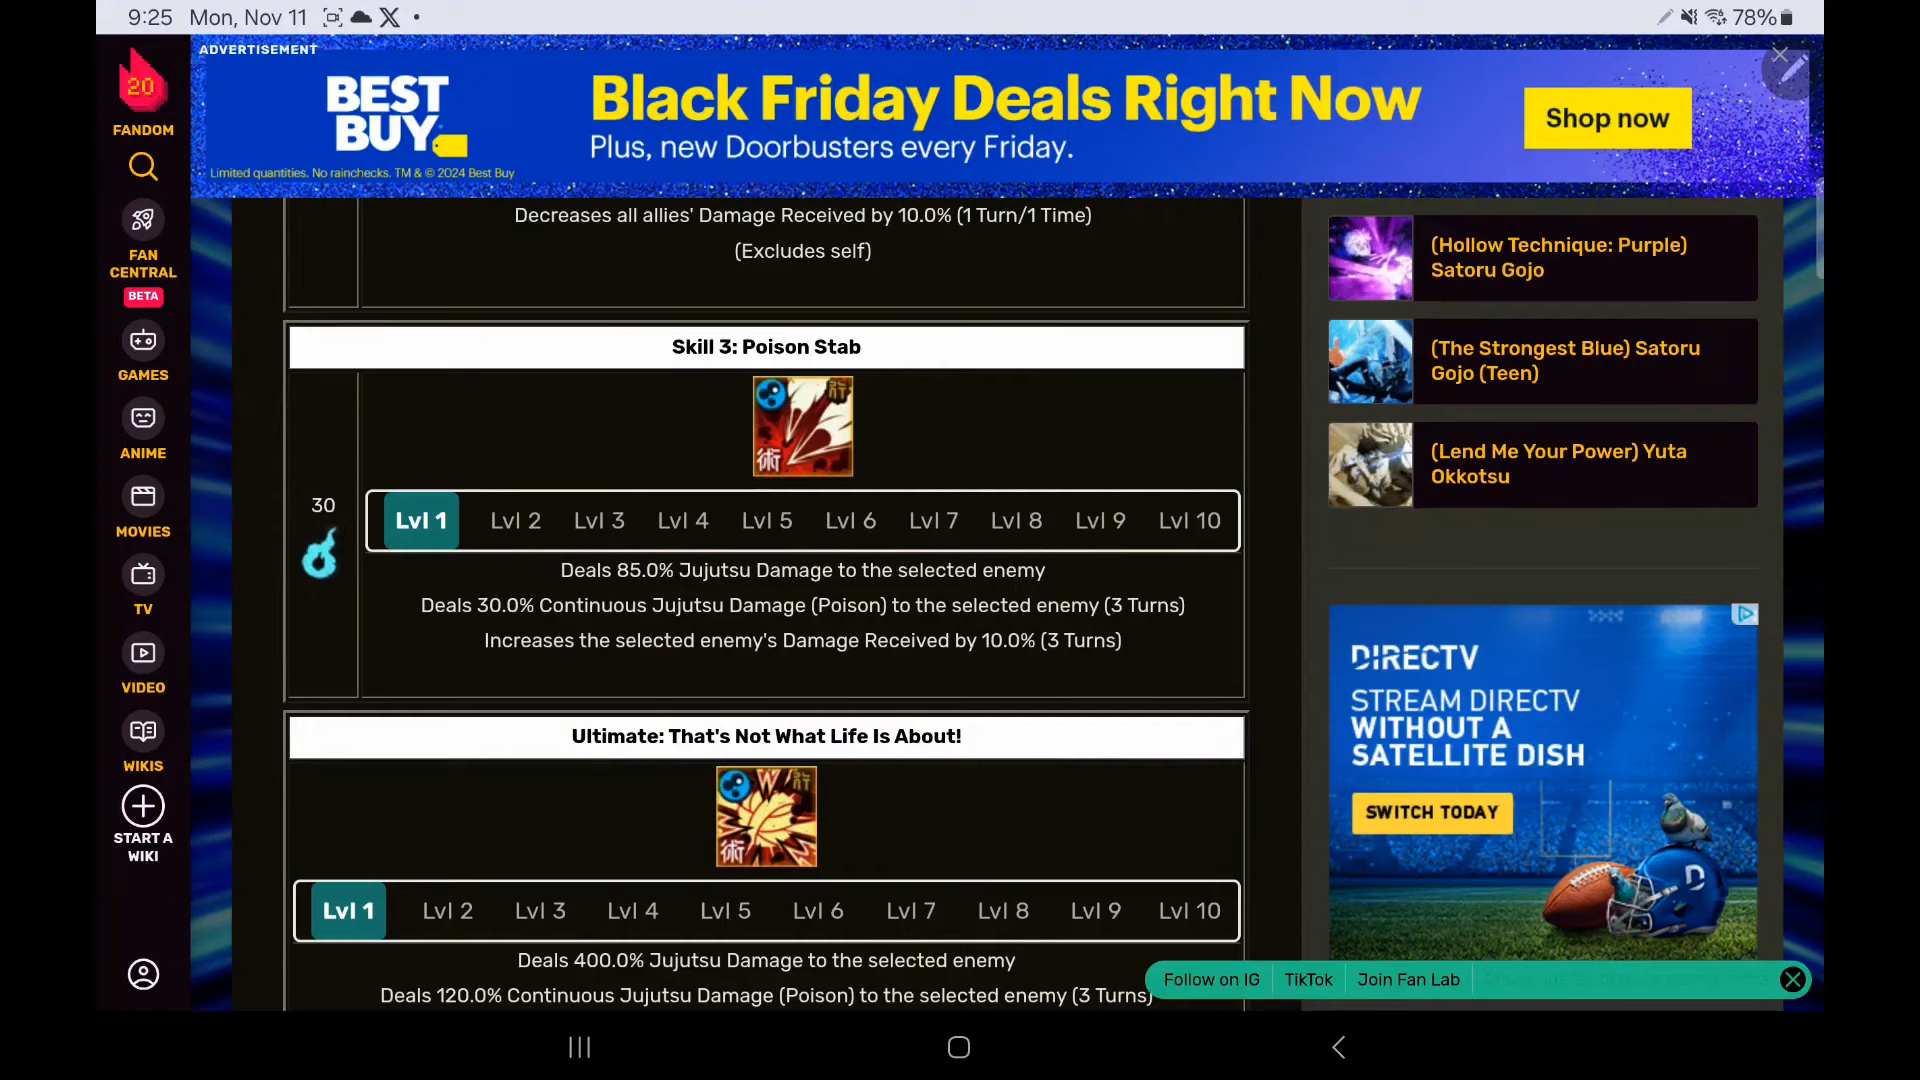 9:25 Mon, Nov 11
78%
ADVERTISEMENT
BEST
BUY
Black Friday Deals Right Now
Plus, new Doorbusters every Friday.
Shop now
Limited quantities. No rainchecks. TM & © 2024 Best Buy
20
FANDOM
FAN
CENTRAL
BETA
GAMES
ANIME
MOVIES
TV
VIDEO
WIKIS
START A
WIKI
Decreases all allies' Damage Received by 10.0% (1 Turn/1 Time)
(Excludes self)
Skill 3: Poison Stab
術
30
Lvl 1 Lvl 2 Lvl 3 Lvl 4 Lvl 5 Lvl 6 Lvl 7 Lvl 8 Lvl 9 Lvl 10
Deals 85.0% Jujutsu Damage to the selected enemy
Deals 30.0% Continuous Jujutsu Damage (Poison) to the selected enemy (3 Turns)
Increases the selected enemy's Damage Received by 10.0% (3 Turns)
Ultimate: That's Not What Life Is About!
術
Lvl 1 Lvl 2 Lvl 3 Lvl 4 Lvl 5 Lvl 6 Lvl 7 Lvl 8 Lvl 9 Lvl 10
Deals 400.0% Jujutsu Damage to the selected enemy
Deals 120.0% Continuous Jujutsu Damage (Poison) to the selected enemy (3 Turns)
(Hollow Technique: Purple)
Satoru Gojo
(The Strongest Blue) Satoru
Gojo (Teen)
(Lend Me Your Power) Yuta
Okkotsu
DIRECTV
STREAM DIRECTV
WITHOUT A
SATELLITE DISH
SWITCH TODAY
D
Follow on IG
TikTok
Join Fan Lab